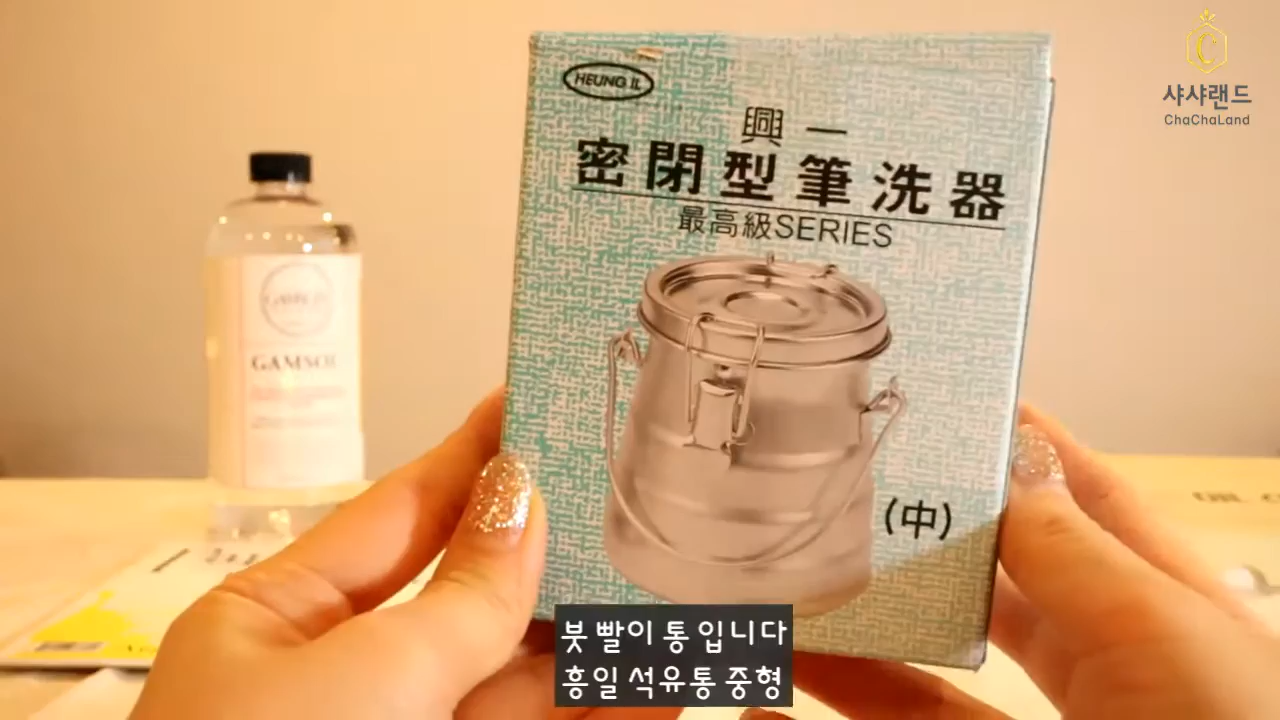 HEUNG IL
興一
密閉型筆洗器
最高級SERIES
(中)
GAMSOL
샤샤랜드
ChaChaLand
붓 빨이 통 입니다
흥일 석유통 중형